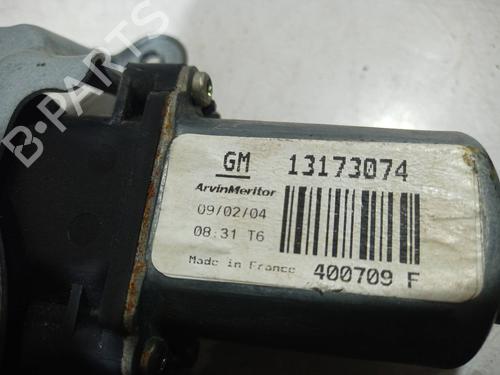 B-PARTS
GM 13173074
ArvinMeritor
09/02/04
08:31 T6
Made in France 400709 F